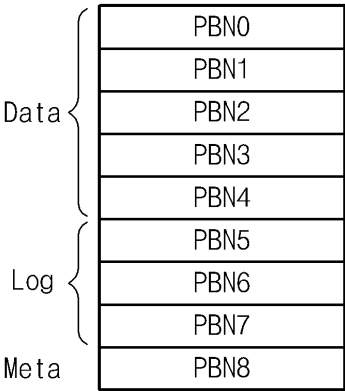 PBN0
PBN1
Data PBN2
PBN3
PBN4
PBN5
Log PBN6
PBN7
Meta PBN8